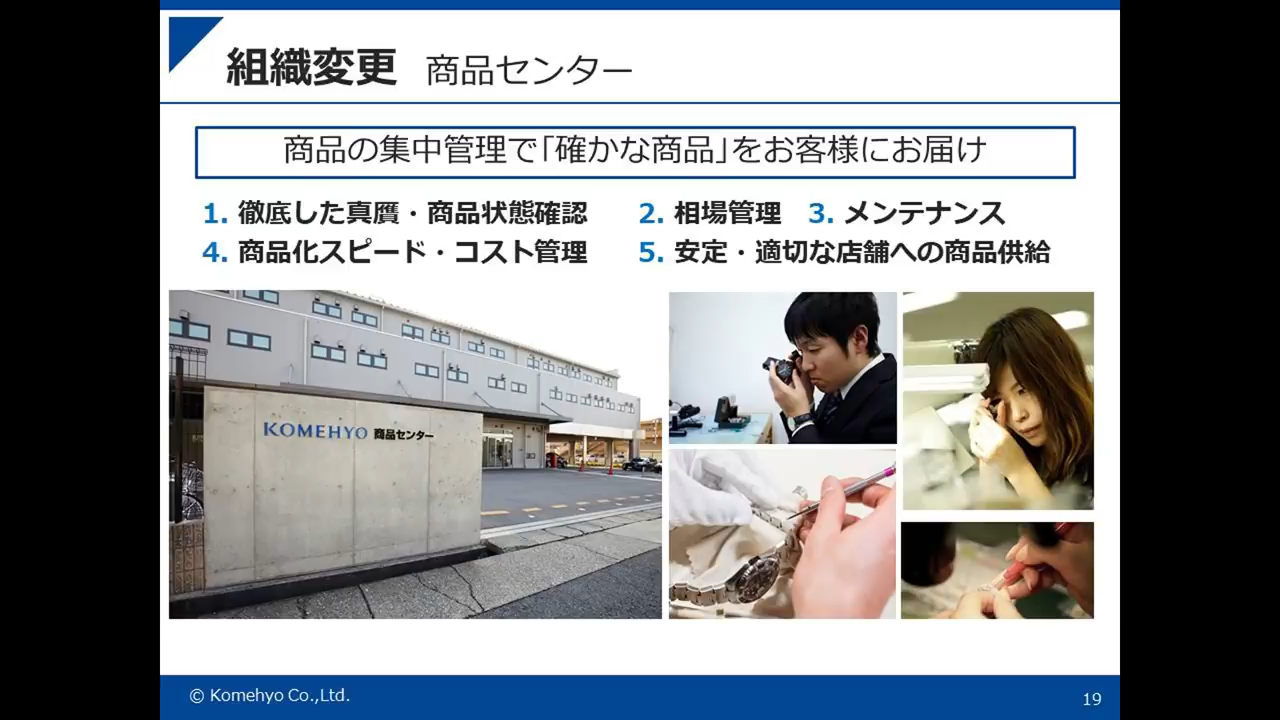 組織変更 商品センター
商品の集中管理で「確かな商品」をお客様にお届け
1. 徹底した真贋・商品状態確認 2. 相場管理 3. メンテナンス
4. 商品化スピード・コスト管理 5. 安定・適切な店舗への商品供給
KOMEHYO 商品センター
© Komehyo Co.,Ltd.
19